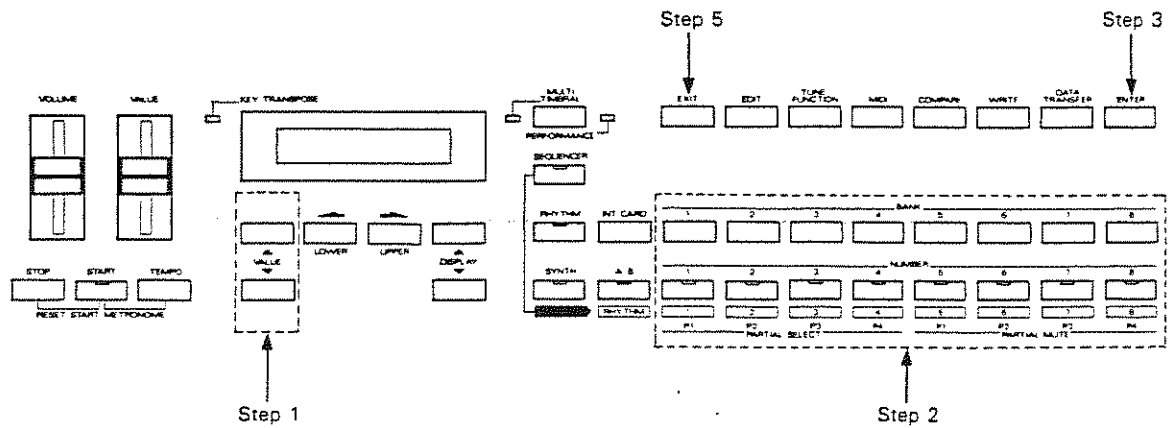 Step 5 Step 3
VOLUME VALUE KEY TRANSPOSE MULTI TIMBRAL EXIT EDIT TUNE FUNCTION MIDI COMPARE WRITE DATA TRANSFER ENTER
PERFORMANCE
SEQUENCER
BANK
RHYTHM INT CARD 1 2 3 4 5 6 7 8
LOWER UPPER
VALUE DISPLAY
NUMBER
STOP START TEMPO SYNTH A B 1 2 3 4 5 6 7 8
RESET START METRONOME RHYTHM 1 2 3 4 5 6 7 8
P1 P2 P3 P4 P1 P2 P3 P4
PARTIAL SELECT PARTIAL MUTE
Step 1 Step 2